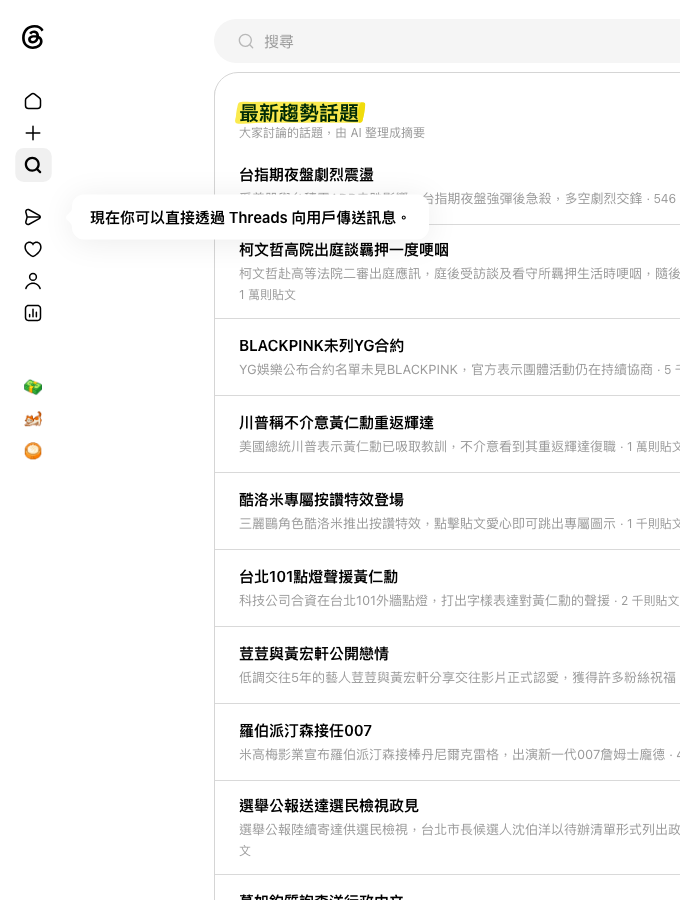 搜尋
最新趨勢話題
大家討論的話題，由 AI 整理成摘要
台指期夜盤劇烈震盪
台指期夜盤強彈後急殺，多空劇烈交鋒 · 546
現在你可以直接透過 Threads 向用戶傳送訊息。
柯文哲高院出庭談羈押一度哽咽
柯文哲赴高等法院二審出庭應訊，庭後受訪談及看守所羈押生活時哽咽，隨後
1 萬則貼文
BLACKPINK未列YG合約
YG娛樂公布合約名單未見BLACKPINK，官方表示團體活動仍在持續協商 · 5 千
川普稱不介意黃仁勳重返輝達
美國總統川普表示黃仁勳已吸取教訓，不介意看到其重返輝達復職 · 1 萬則貼文
酷洛米專屬按讚特效登場
三麗鷗角色酷洛米推出按讚特效，點擊貼文愛心即可跳出專屬圖示 · 1 千則貼文
台北101點燈聲援黃仁勳
科技公司合資在台北101外牆點燈，打出字樣表達對黃仁勳的聲援 · 2 千則貼文
荳荳與黃宏軒公開戀情
低調交往5年的藝人荳荳與黃宏軒分享交往影片正式認愛，獲得許多粉絲祝福
羅伯派汀森接任007
米高梅影業宣布羅伯派汀森接棒丹尼爾克雷格，出演新一代007詹姆士龐德 · 4
選舉公報送達選民檢視政見
選舉公報陸續寄達供選民檢視，台北市長候選人沈伯洋以待辦清單形式列出政
文